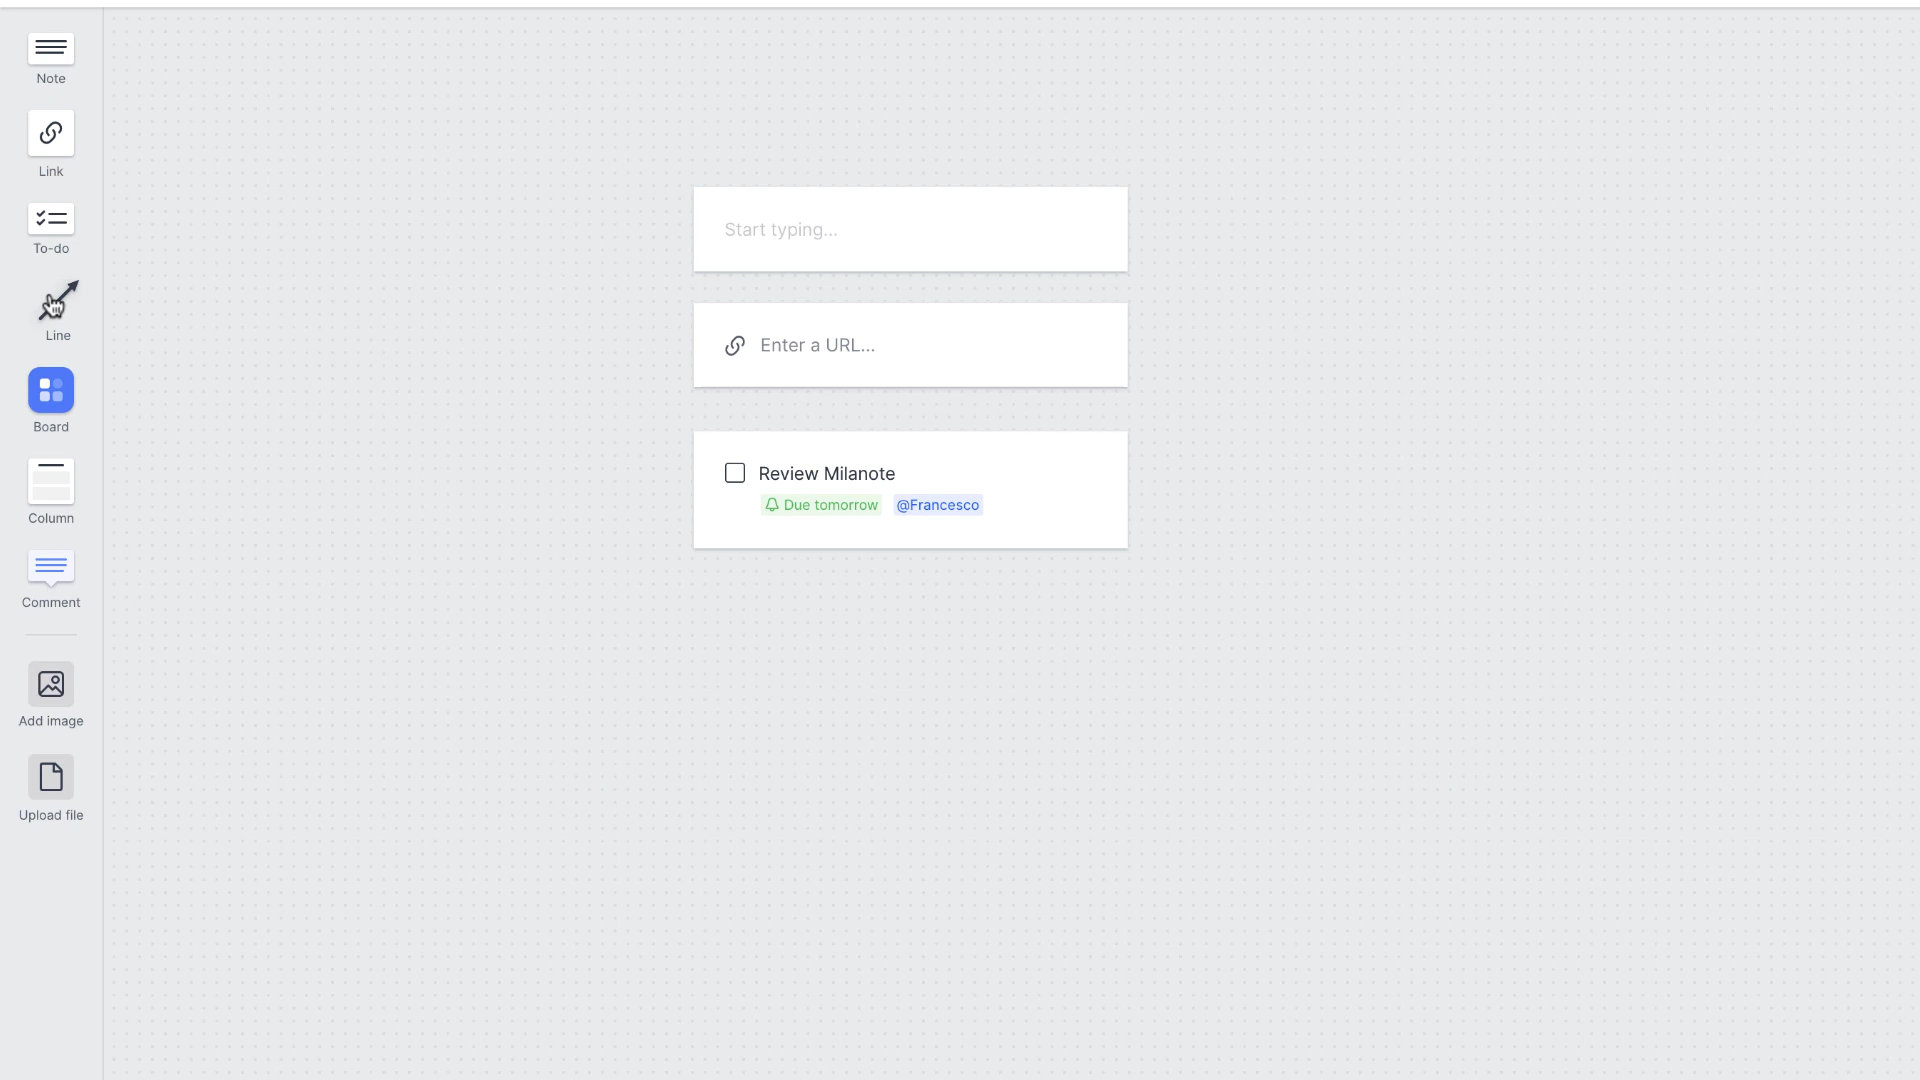 Note
Link
To-do
Line
Board
Column
Comment
Add image
Upload file
Start typing...
Enter a URL...
Review Milanote
Due tomorrow @Francesco